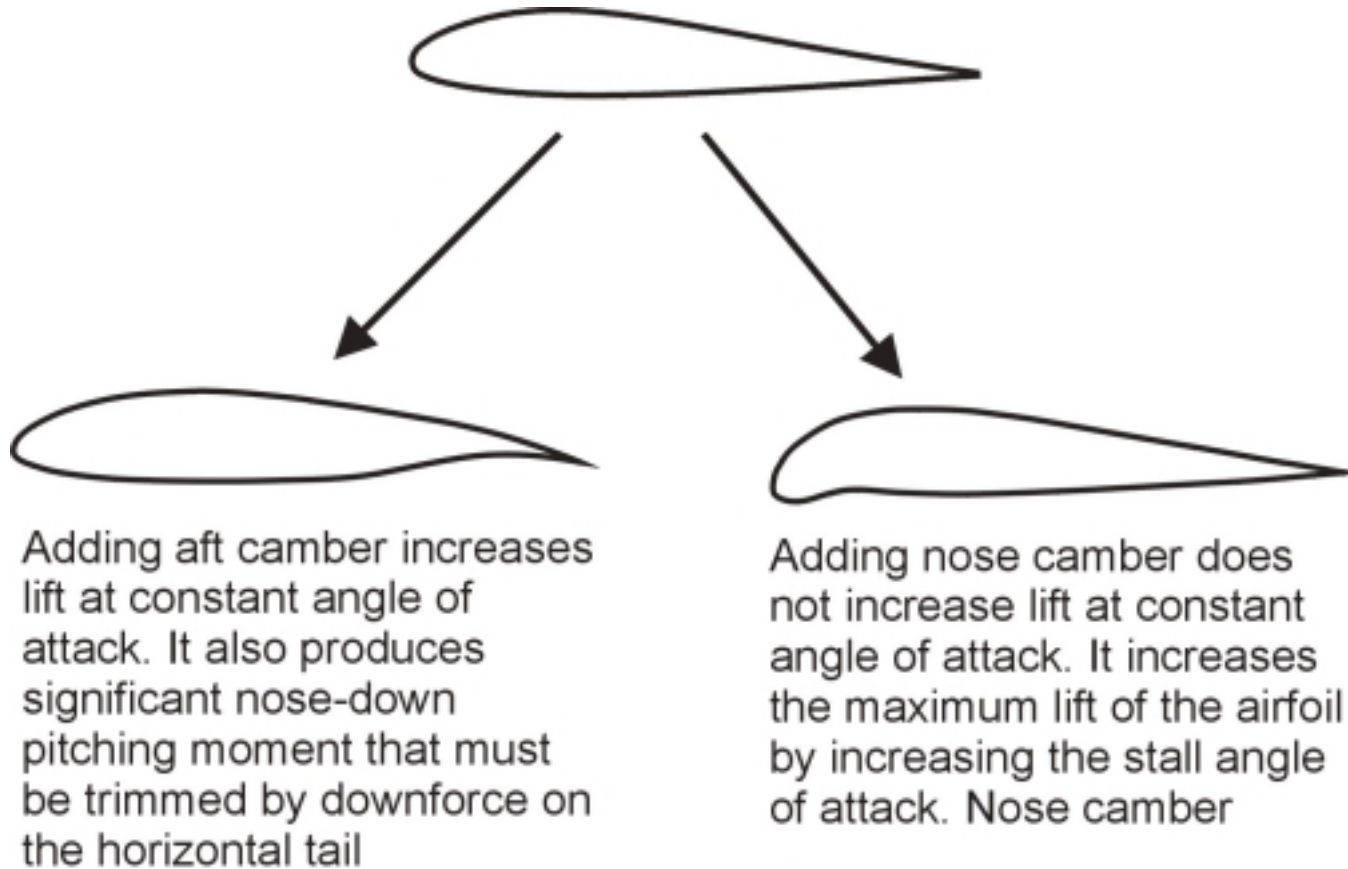 Adding aft camber increases
lift at constant angle of
attack. It also produces
significant nose-down
pitching moment that must
be trimmed by downforce on
the horizontal tail
Adding nose camber does
not increase lift at constant
angle of attack. It increases
the maximum lift of the airfoil
by increasing the stall angle
of attack. Nose camber